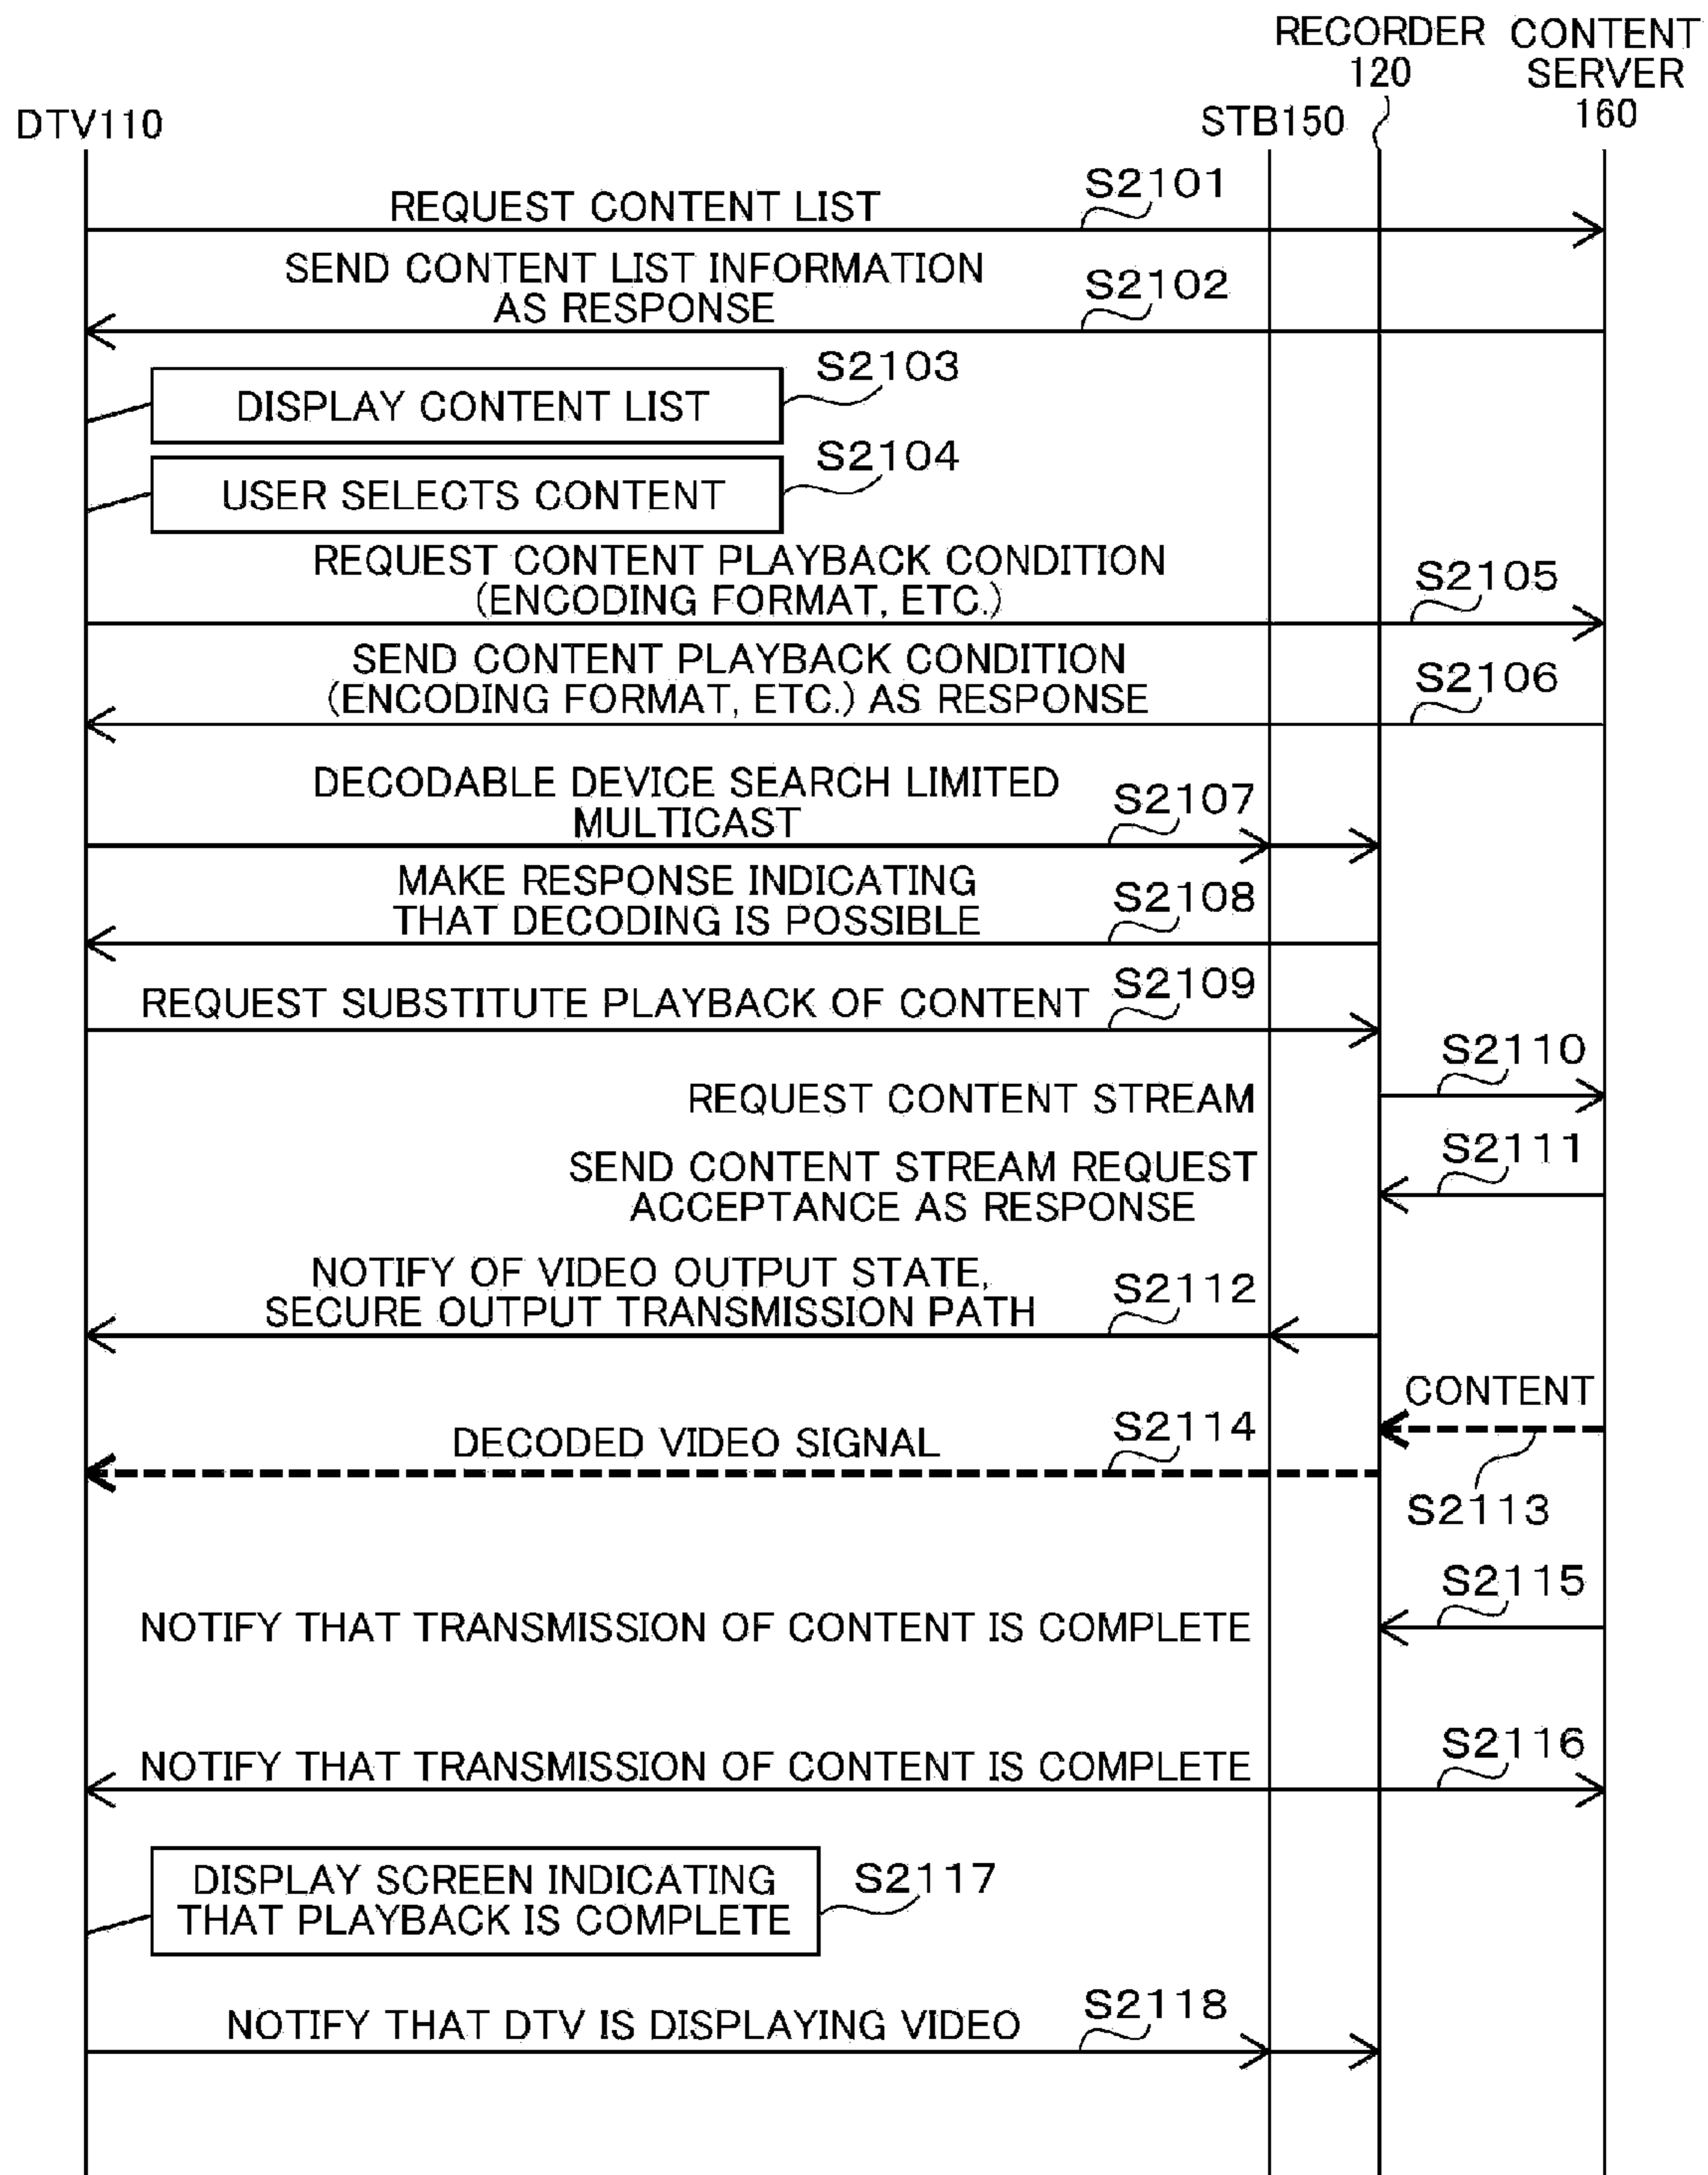 RECORDER
120
CONTENT
SERVER
160
DTV110
STB150
S2101
REQUEST CONTENT LIST
SEND CONTENT LIST INFORMATION
AS RESPONSE
S2102
S2103
DISPLAY CONTENT LIST
S2104
USER SELECTS CONTENT
REQUEST CONTENT PLAYBACK CONDITION
(ENCODING FORMAT, ETC.)
S2105
SEND CONTENT PLAYBACK CONDITION
(ENCODING FORMAT, ETC.) AS RESPONSE
S2106
DECODABLE DEVICE SEARCH LIMITED
MULTICAST
S2107
MAKE RESPONSE INDICATING
THAT DECODING IS POSSIBLE
S2108
REQUEST SUBSTITUTE PLAYBACK OF CONTENT
S2109
S2110
REQUEST CONTENT STREAM
S2111
SEND CONTENT STREAM REQUEST
ACCEPTANCE AS RESPONSE
NOTIFY OF VIDEO OUTPUT STATE,
SECURE OUTPUT TRANSMISSION PATH
S2112
CONTENT
S2114
DECODED VIDEO SIGNAL
S2113
S2115
NOTIFY THAT TRANSMISSION OF CONTENT IS COMPLETE
S2116
NOTIFY THAT TRANSMISSION OF CONTENT IS COMPLETE
DISPLAY SCREEN INDICATING
THAT PLAYBACK IS COMPLETE
S2117
S2118
NOTIFY THAT DTV IS DISPLAYING VIDEO